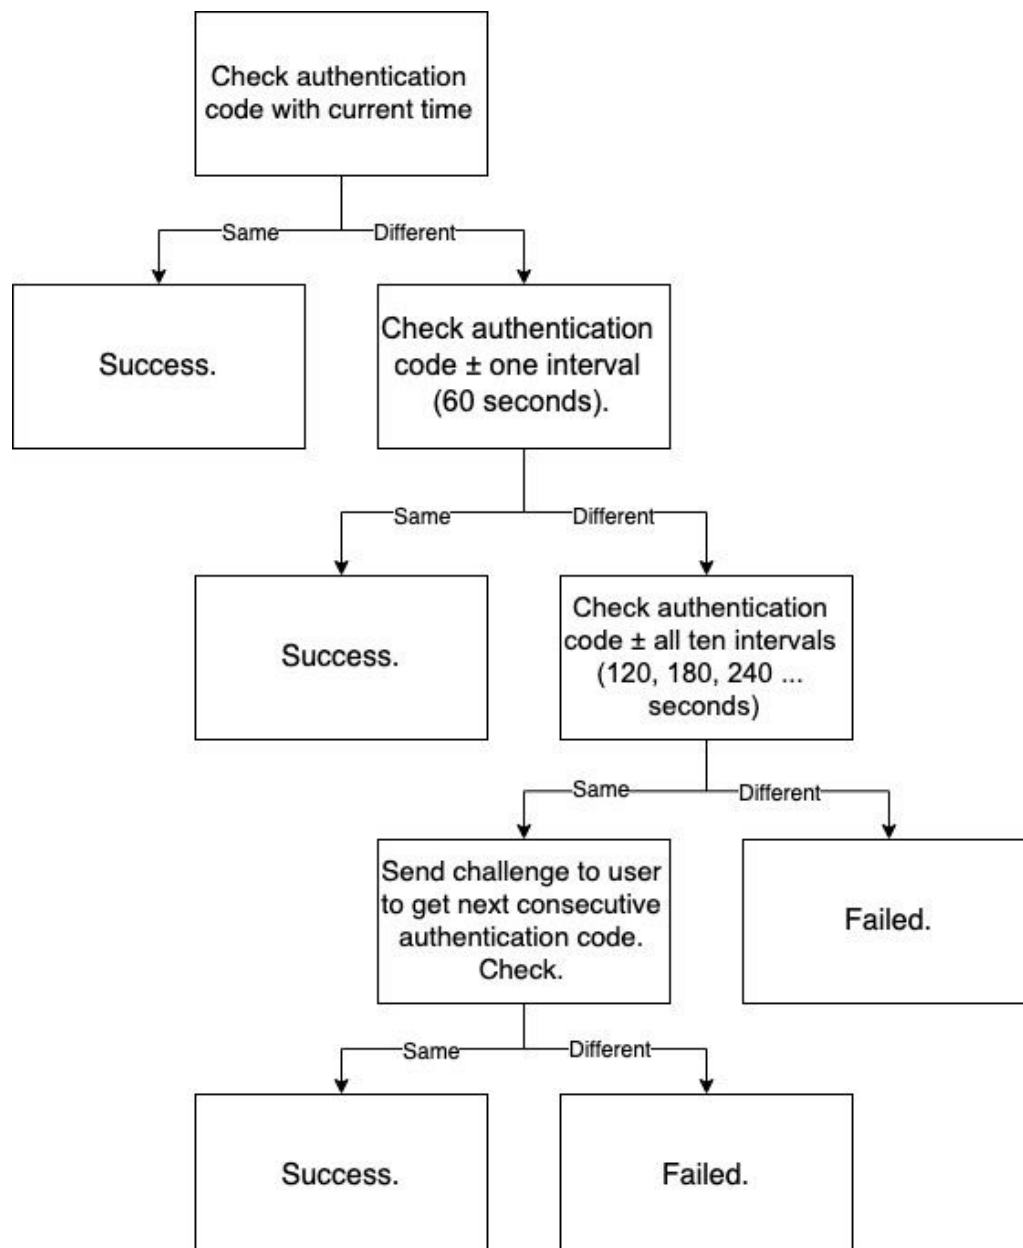 Check authentication
code with current time
Same
Different
Success.
Check authentication
code ± one interval
(60 seconds).
Same
Different
Success.
Check authentication
code ± all ten intervals
(120, 180, 240 ...
seconds)
Same
Different
Send challenge to user
to get next consecutive
authentication code.
Check.
Failed.
Same
Different
Success.
Failed.